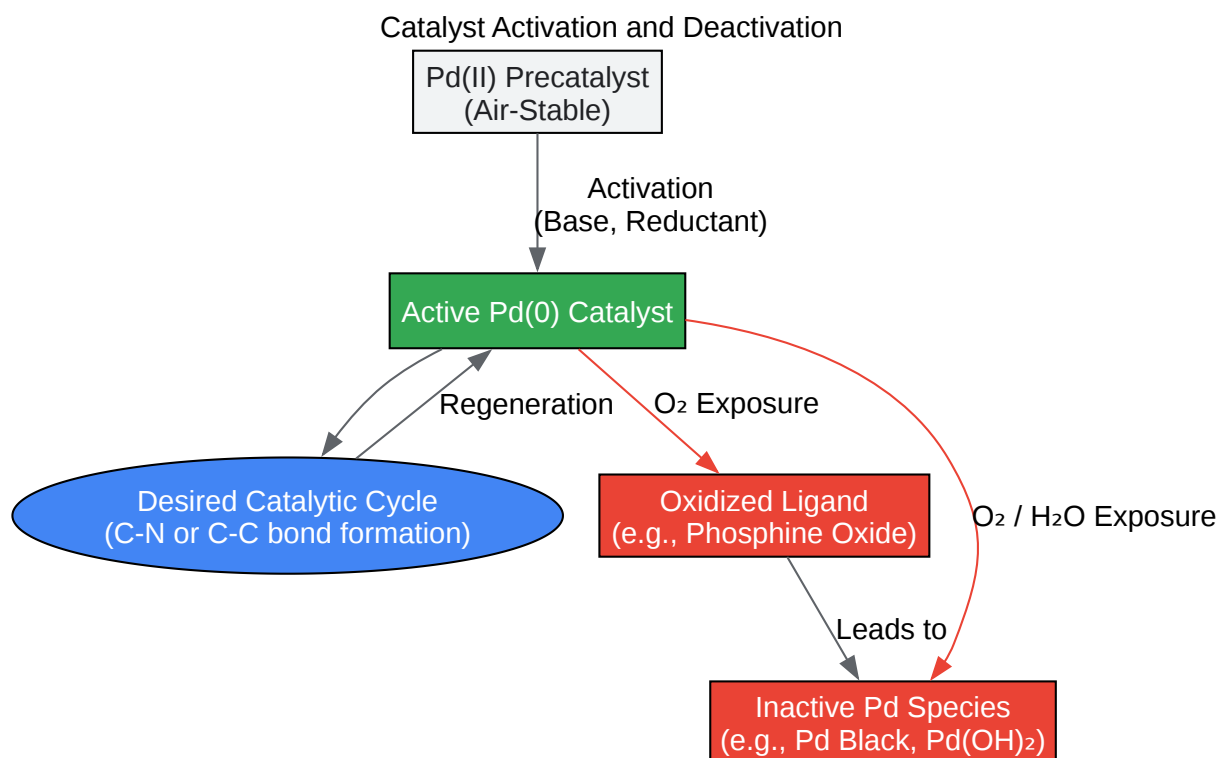 Catalyst Activation and Deactivation
Pd(II) Precatalyst
(Air-Stable)
Activation
(Base, Reductant)
Active Pd(0) Catalyst
Regeneration
O₂ Exposure
Desired Catalytic Cycle
(C-N or C-C bond formation)
Oxidized Ligand
(e.g., Phosphine Oxide)
O₂ / H₂O Exposure
Leads to
Inactive Pd Species
(e.g., Pd Black, Pd(OH)₂)